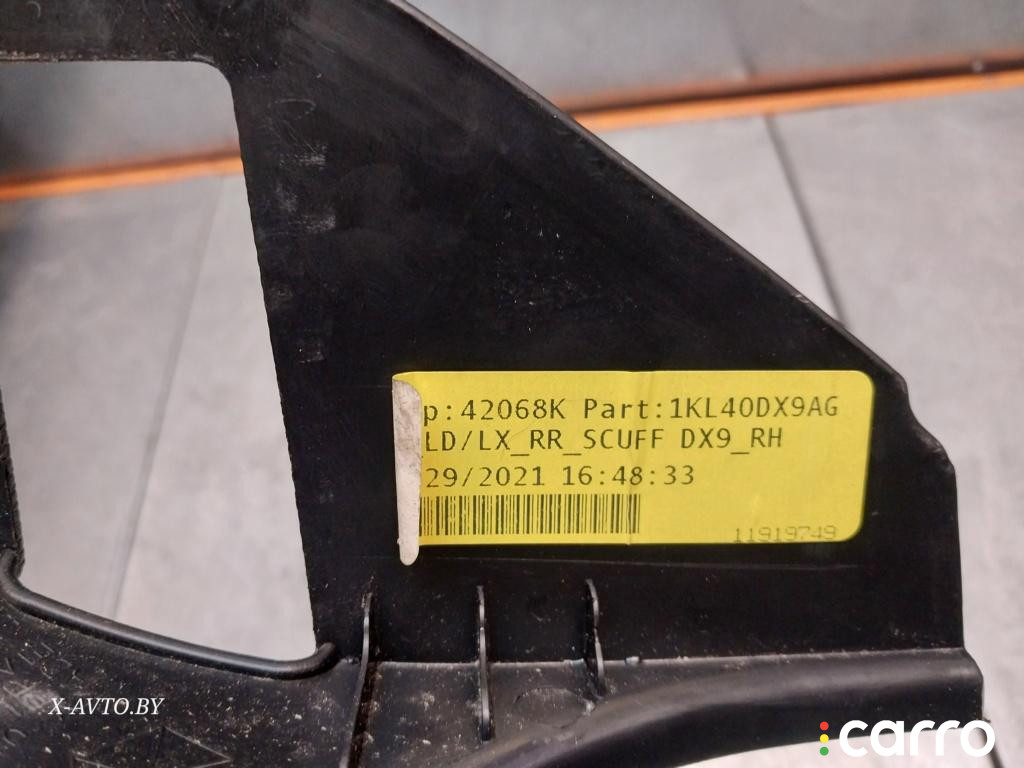 p:42068K Part:1KL40DX9AG
LD/LX_RR_SCUFF DX9_RH
29/2021 16:48:33
11919749
X-AVTO.BY
carro